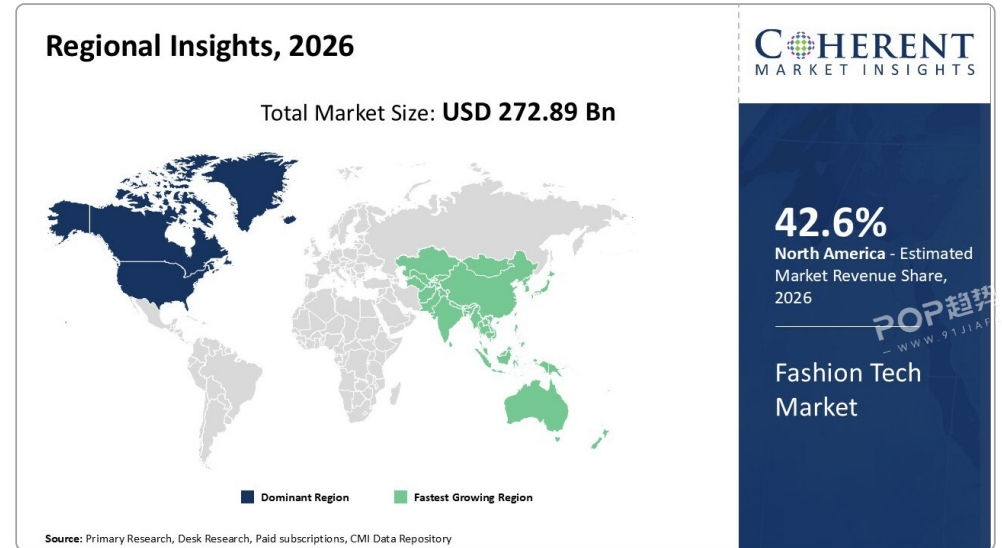 Regional Insights, 2026
Total Market Size: USD 272.89 Bn
Dominant Region
Fastest Growing Region
Source: Primary Research, Desk Research, Paid subscriptions, CMI Data Repository
COHERENT
MARKET INSIGHTS
42.6%
North America - Estimated
Market Revenue Share,
2026
POP趋势
Fashion Tech
Market